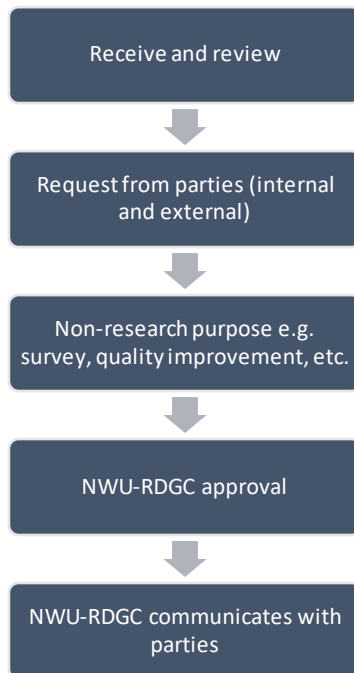 Receive and review
Request from parties (internal
and external)
Non-research purpose e.g.
survey, quality improvement, etc.
NWU-RDGC approval
NWU-RDGC communicates with
parties